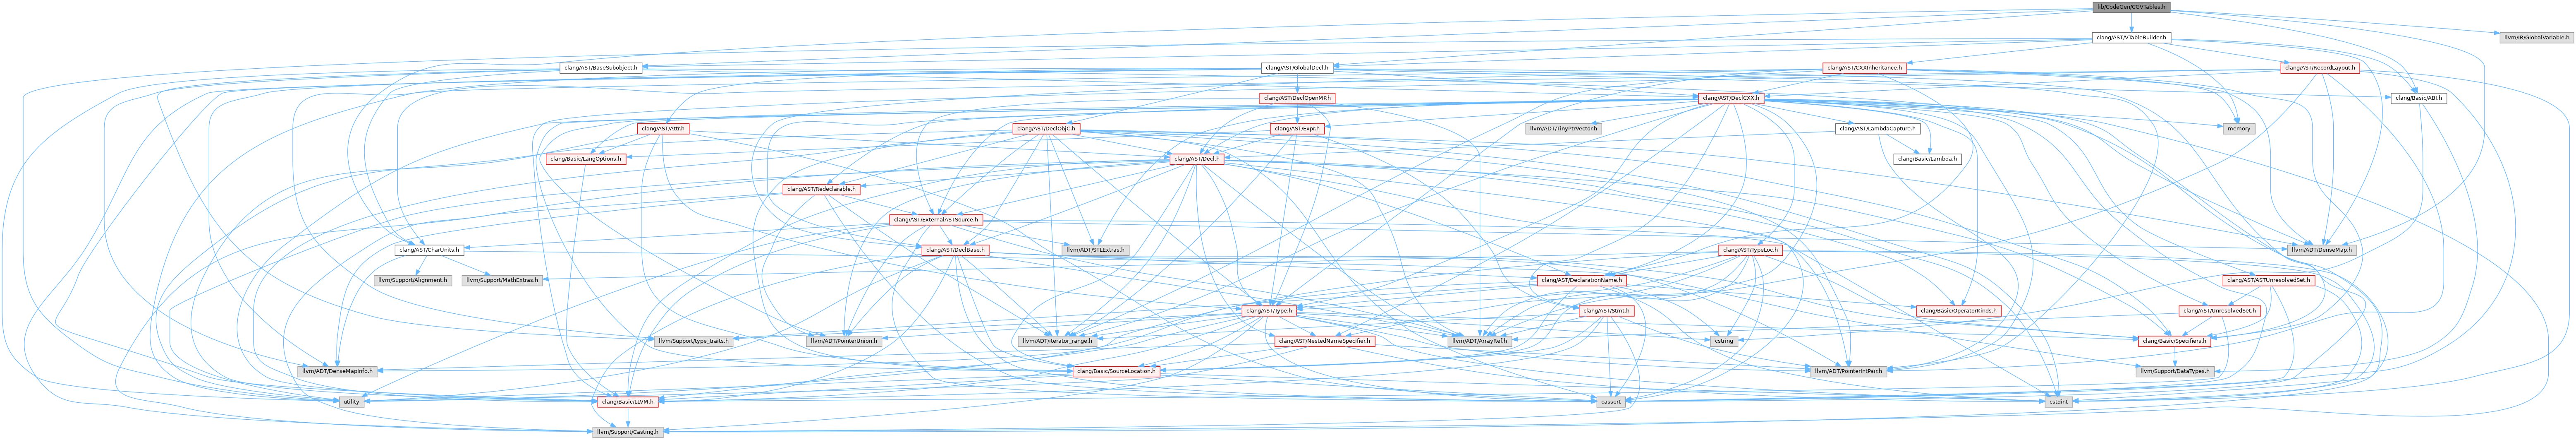 lib/CodeGen/CGVTables.h
clang/AST/VTableBuilder.h
llvm/IR/GlobalVariable.h
clang/AST/BaseSubobject.h
clang/AST/GlobalDecl.h
clang/AST/CXXInheritance.h
clang/AST/RecordLayout.h
clang/AST/DeclOpenMP.h
clang/AST/DeclCXX.h
clang/Basic/ABI.h
clang/AST/Attr.h
clang/AST/DeclObjC.h
clang/AST/Expr.h
llvm/ADT/TinyPtrVector.h
clang/AST/LambdaCapture.h
memory
clang/Basic/LangOptions.h
clang/AST/Decl.h
clang/Basic/Lambda.h
clang/AST/Redeclarable.h
clang/AST/ExternalASTSource.h
clang/AST/CharUnits.h
clang/AST/DeclBase.h
llvm/ADT/STLExtras.h
clang/AST/TypeLoc.h
llvm/ADT/DenseMap.h
llvm/Support/Alignment.h
llvm/Support/MathExtras.h
clang/AST/DeclarationName.h
clang/AST/ASTUnresolvedSet.h
clang/AST/Type.h
clang/AST/Stmt.h
clang/Basic/OperatorKinds.h
clang/AST/UnresolvedSet.h
llvm/Support/type_traits.h
llvm/ADT/PointerUnion.h
llvm/ADT/iterator_range.h
clang/AST/NestedNameSpecifier.h
llvm/ADT/ArrayRef.h
cstring
clang/Basic/Specifiers.h
llvm/ADT/DenseMapInfo.h
clang/Basic/SourceLocation.h
llvm/ADT/PointerIntPair.h
llvm/Support/DataTypes.h
utility
clang/Basic/LLVM.h
cassert
cstdint
llvm/Support/Casting.h